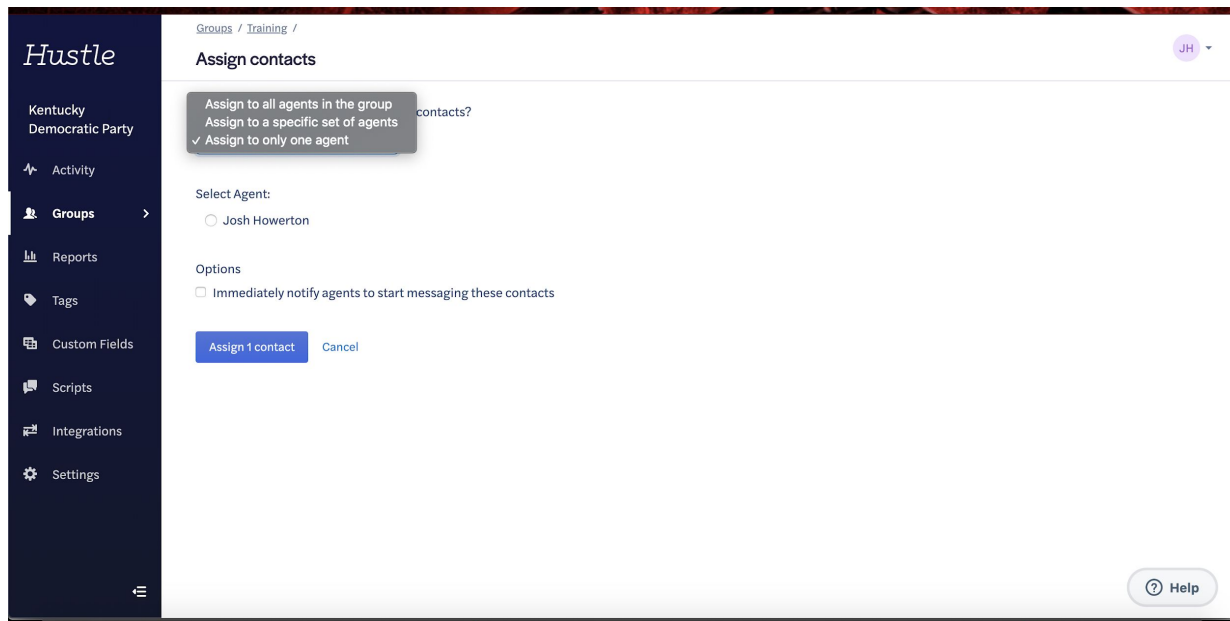 Hustle
Kentucky
Democratic Party
Activity
Groups
Reports
Tags
Custom Fields
Scripts
Integrations
Settings
Groups / Training /
Assign contacts
JH
Assign to all agents in the group
Assign to a specific set of agents
✓ Assign to only one agent
contacts?
Select Agent:
Josh Howerton
Options
Immediately notify agents to start messaging these contacts
Assign 1 contact
Cancel
? Help